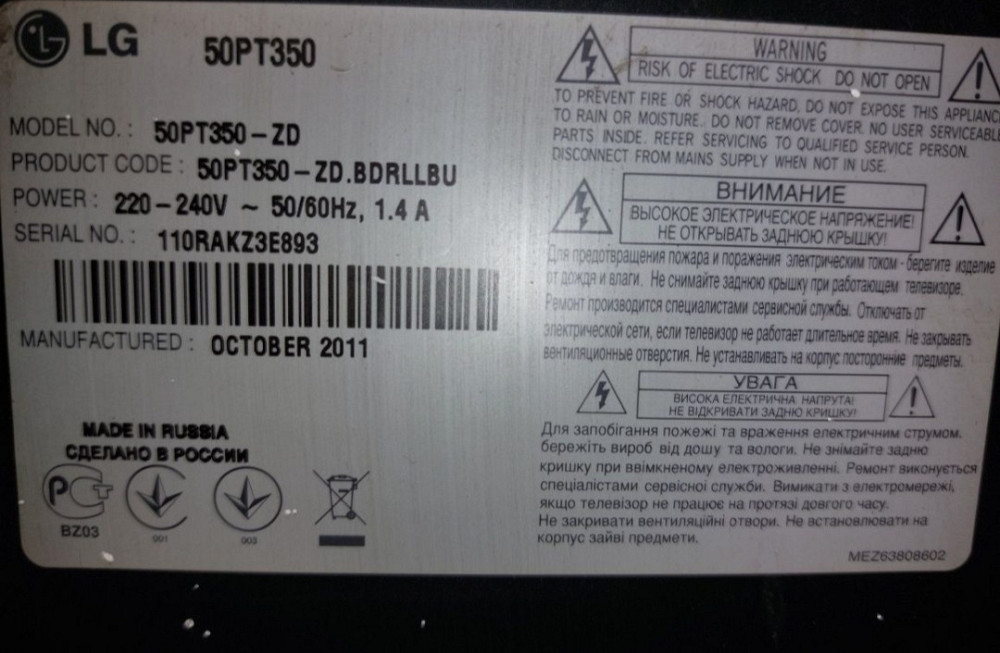 LG 50PT350
MODEL NO. : 50PT350-ZD
PRODUCT CODE : 50PT350-ZD.BDRLLBU
POWER : 220-240V ~ 50/60Hz, 1.4 A
SERIAL NO. : 110RAKZ3E893
MANUFACTURED : OCTOBER 2011
MADE IN RUSSIA
СДЕЛАНО В РОССИИ
РСТ
BZ03
001
003
WARNING
RISK OF ELECTRIC SHOCK DO NOT OPEN
TO PREVENT FIRE OR SHOCK HAZARD, DO NOT EXPOSE THIS APPLIANC
TO RAIN OR MOISTURE. DO NOT REMOVE COVER. NO USER SERVICEABL
PARTS INSIDE. REFER SERVICING TO QUALIFIED SERVICE PERSON.
DISCONNECT FROM MAINS SUPPLY WHEN NOT IN USE.
ВНИМАНИЕ
ВЫСОКОЕ ЭЛЕКТРИЧЕСКОЕ НАПРЯЖЕНИЕ!
НЕ ОТКРЫВАТЬ ЗАДНЮЮ КРЫШКУ!
Для предотвращения пожара и поражения электрическим током - берегите изделие
от дождя и влаги. Не снимайте заднюю крышку при работающем телевизоре.
Ремонт производится специалистами сервисной службы. Отключать от
электрической сети, если телевизор не работает длительное время. Не закрывать
вентиляционные отверстия. Не устанавливать на корпус посторонние предметы.
УВАГА
ВИСОКА ЕЛЕКТРИЧНА НАПРУГА!
НЕ ВІДКРИВАТИ ЗАДНЮ КРИШКУ!
Для запобігання пожежі та враження електричним струмом.
бережіть виріб від дощу та вологи. Не знімайте задню
кришку при ввімкненому електроживленні. Ремонт виконується
спеціалістами сервісної служби. Вимикати з електромережі,
якщо телевізор не працює на протязі довгого часу.
Не закривати вентиляційні отвори. Не встановлювати на
корпус зайві предмети.
MEZ63808602